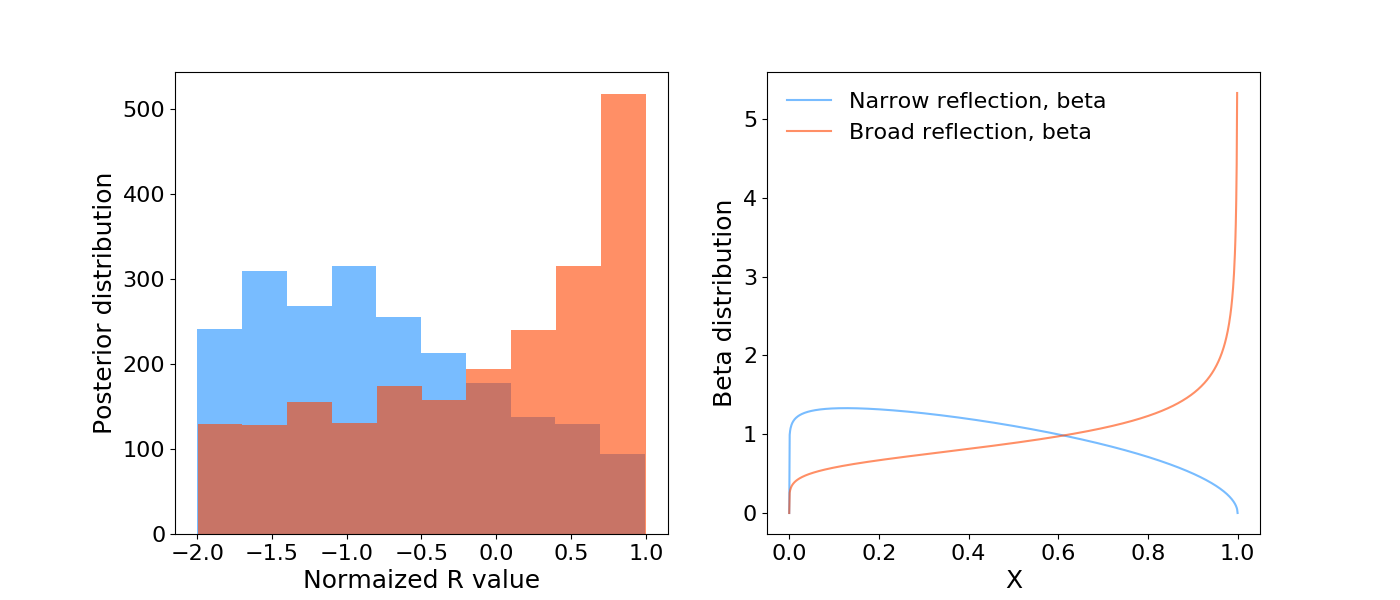 Posterior distribution
500
400
300
200
100
0
−2.0 −1.5 −1.0 −0.5 0.0 0.5 1.0
Normaized R value
Narrow reflection, beta
Broad reflection, beta
Beta distribution
5
4
3
2
1
0
0.0 0.2 0.4 0.6 0.8 1.0
X